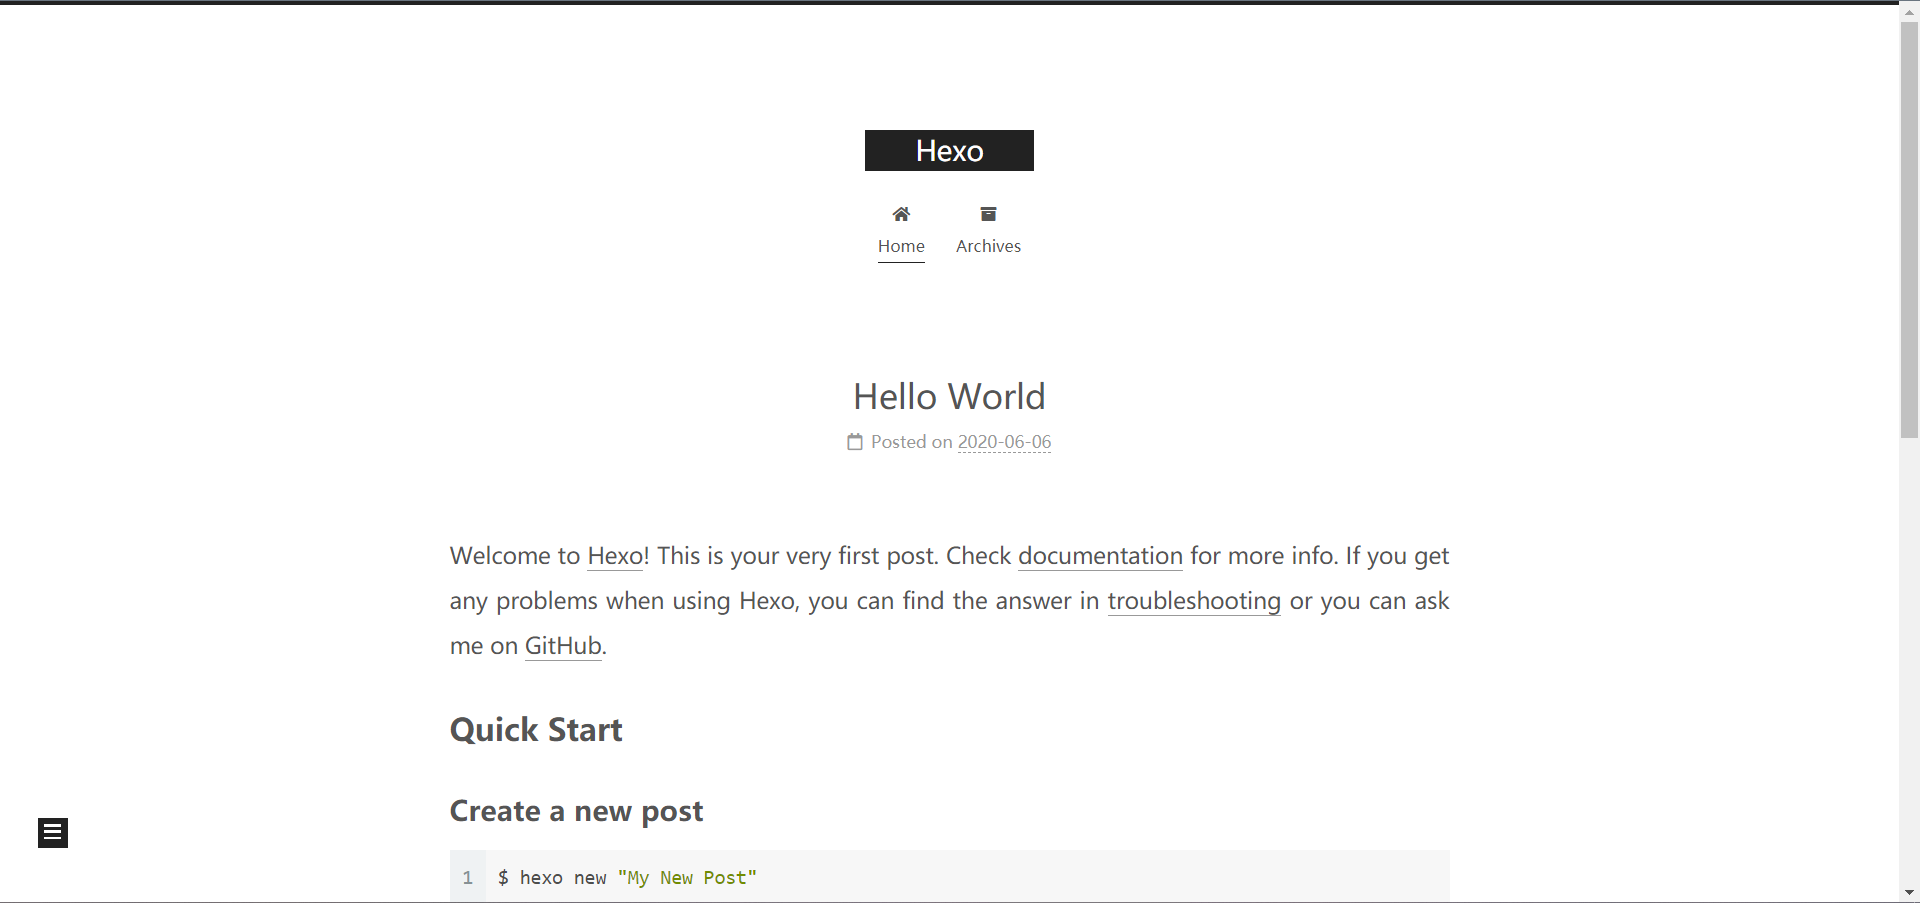 Hexo
Home Archives
Hello World
Posted on 2020-06-06
Welcome to Hexo! This is your very first post. Check documentation for more info. If you get
any problems when using Hexo, you can find the answer in troubleshooting or you can ask
me on GitHub.
Quick Start
Create a new post
1 $ hexo new "My New Post"